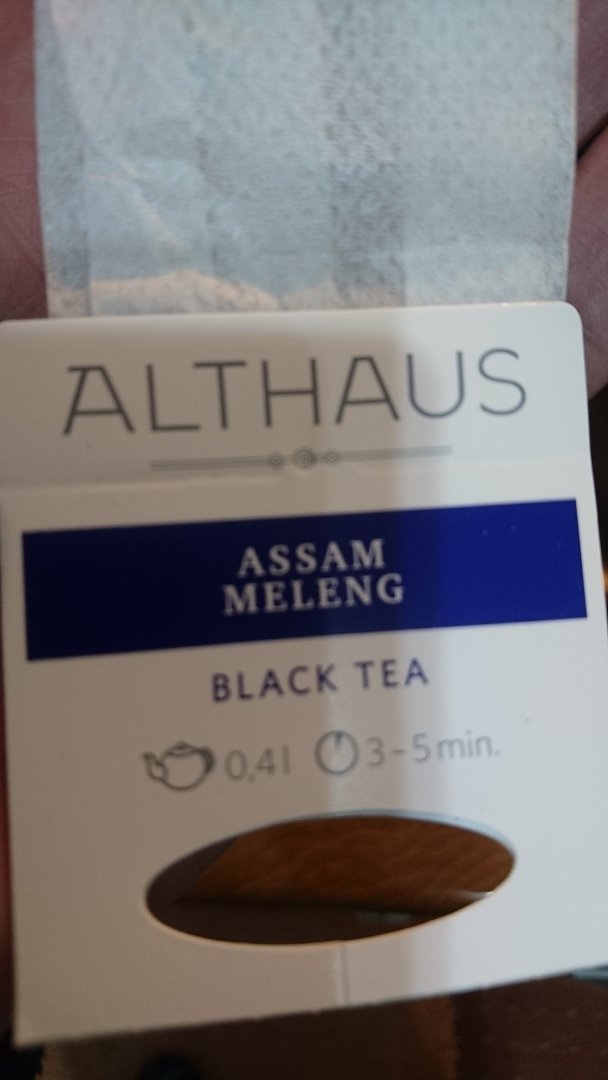 ALTHAUS
ASSAM
MELENG
BLACK TEA
0,4l 3-5 min.